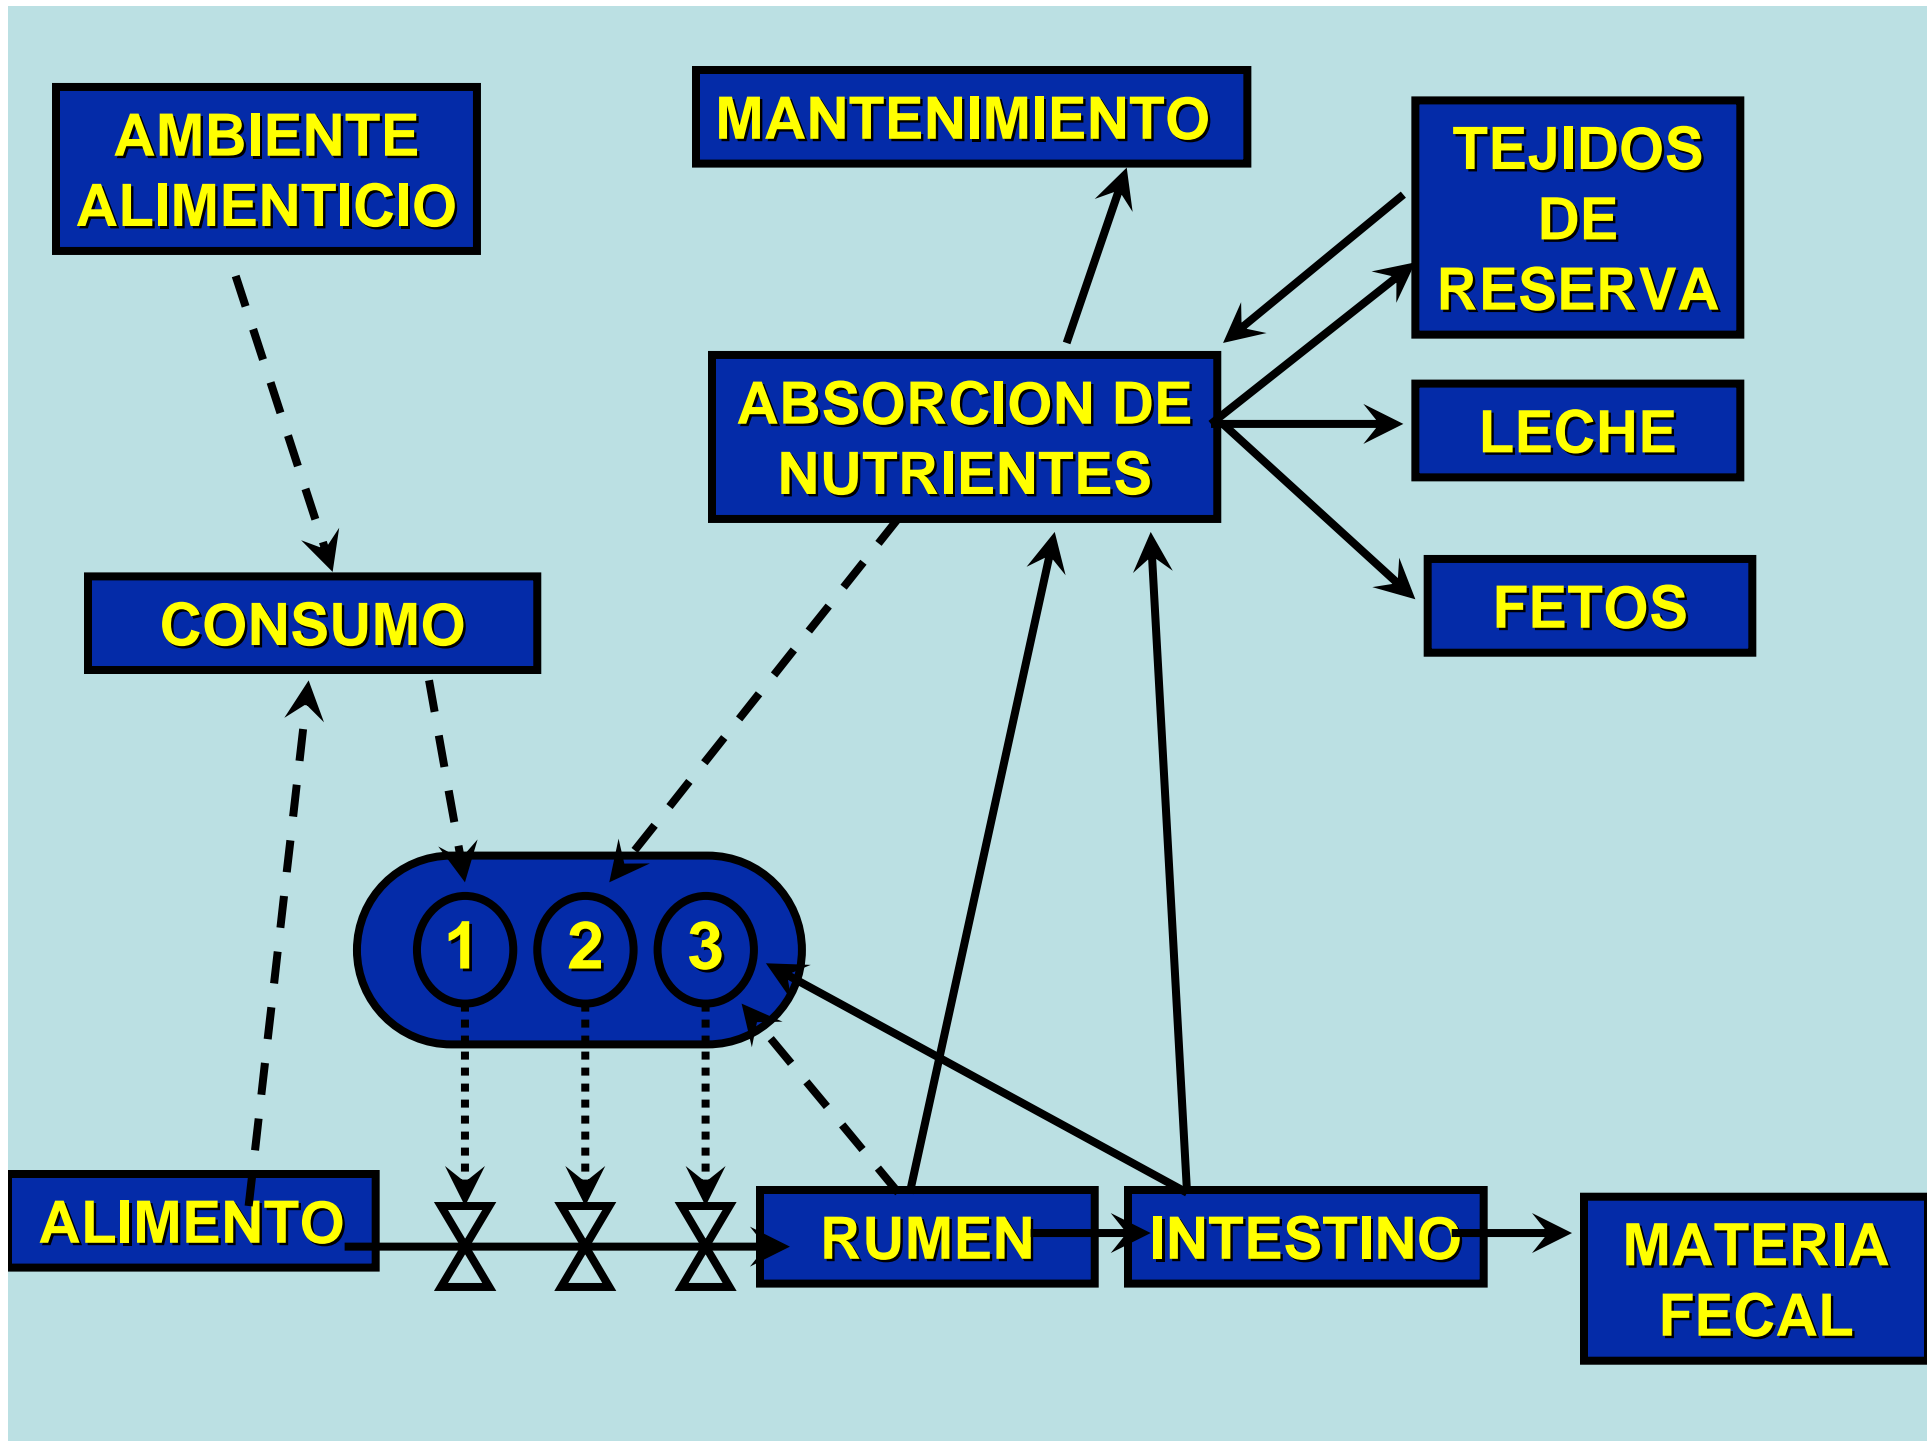 AMBIENTE
ALIMENTICIO
MANTENIMIENTO
TEJIDOS
DE
RESERVA
ABSORCION DE
NUTRIENTES
LECHE
CONSUMO
FETOS
1 2 3
ALIMENTO
RUMEN
INTESTINO
MATERIA
FECAL